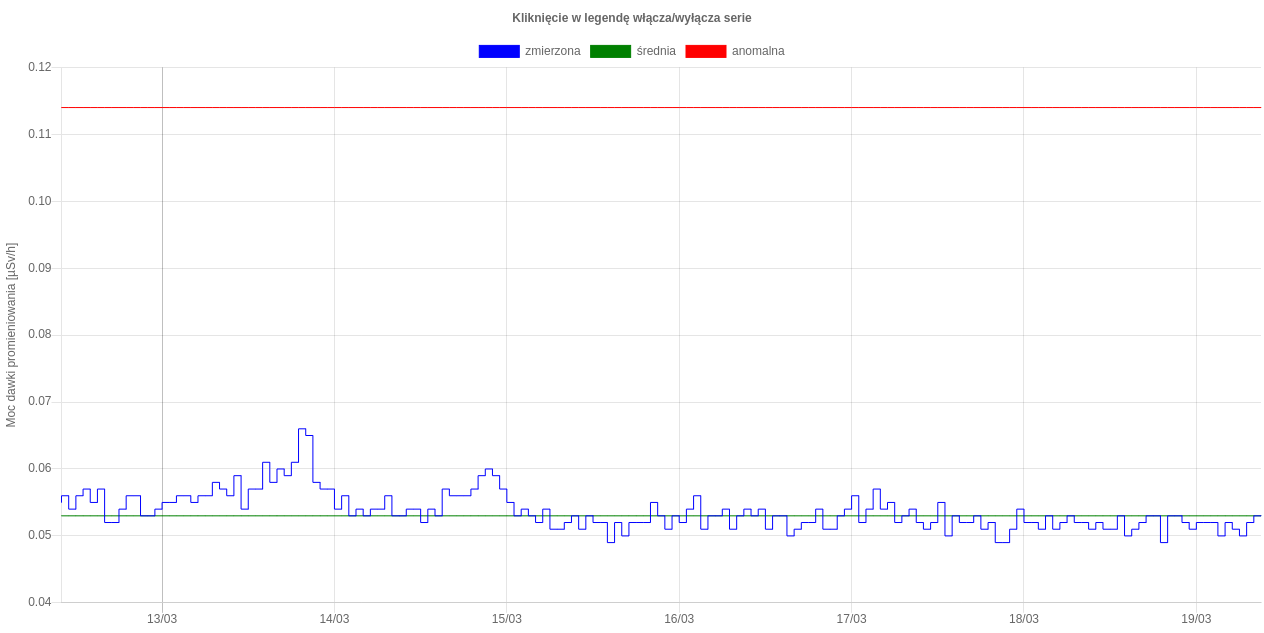 Kliknięcie w legendę włącza/wyłącza serie
zmierzona średnia anomalna
Moc dawki promieniowania [µSv/h]
0.12
0.11
0.10
0.09
0.08
0.07
0.06
0.05
0.04
13/03 14/03 15/03 16/03 17/03 18/03 19/03